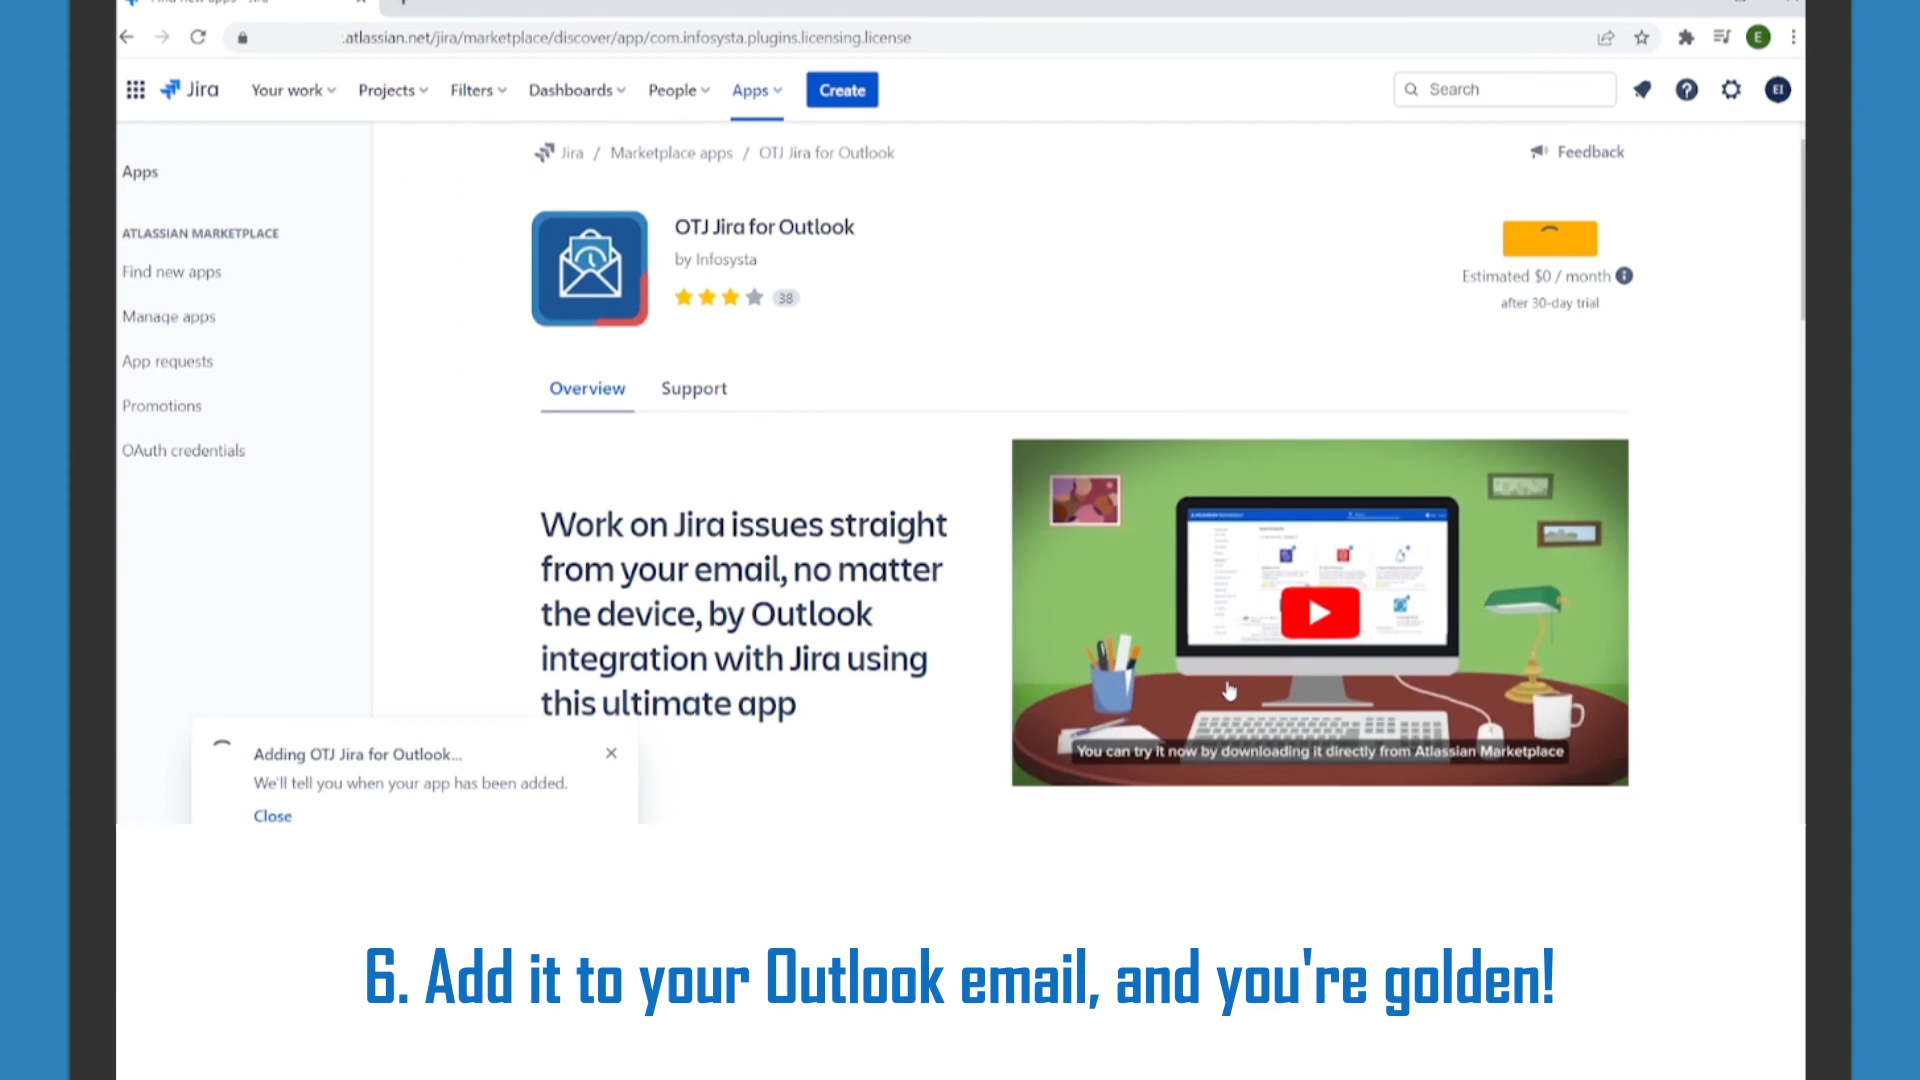 .atlassian.net/jira/marketplace/discover/app/com.infosysta.plugins.licensing.license
E
Jira
Your work
Projects
Filters
Dashboards
People
Apps
Create
Search
EI
Apps
ATLASSIAN MARKETPLACE
Find new apps
Manage apps
App requests
Promotions
OAuth credentials
Jira / Marketplace apps / OTJ Jira for Outlook
Feedback
OTJ Jira for Outlook
by Infosysta
38
Estimated $0 / month
after 30-day trial
Overview
Support
Work on Jira issues straight
from your email, no matter
the device, by Outlook
integration with Jira using
this ultimate app
You can try it now by downloading it directly from Atlassian Marketplace
Adding OTJ Jira for Outlook...
We'll tell you when your app has been added.
Close
6. Add it to your Outlook email, and you're golden!